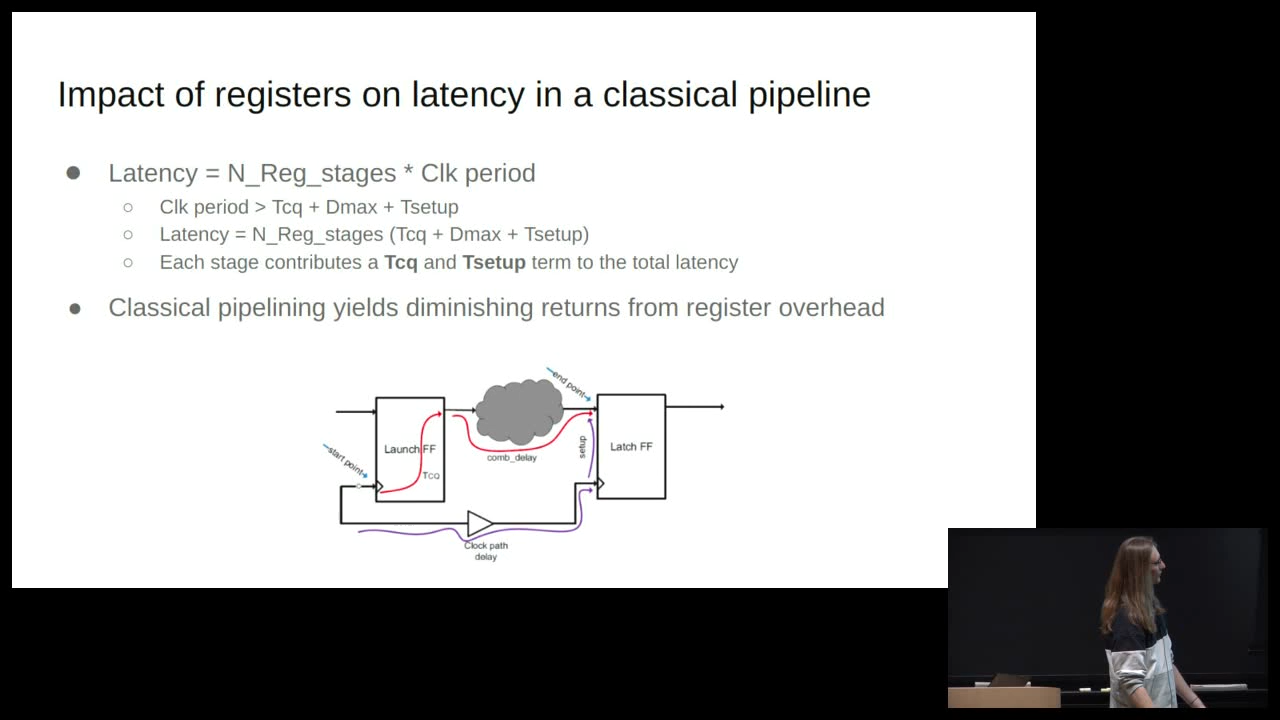 Impact of registers on latency in a classical pipeline
● Latency = N_Reg_stages * Clk period
○ Clk period > Tcq + Dmax + Tsetup
○ Latency = N_Reg_stages (Tcq + Dmax + Tsetup)
○ Each stage contributes a Tcq and Tsetup term to the total latency
● Classical pipelining yields diminishing returns from register overhead
end point
Launch FF
setup
Latch FF
comb_delay
start point
Tcq
Clock path
delay